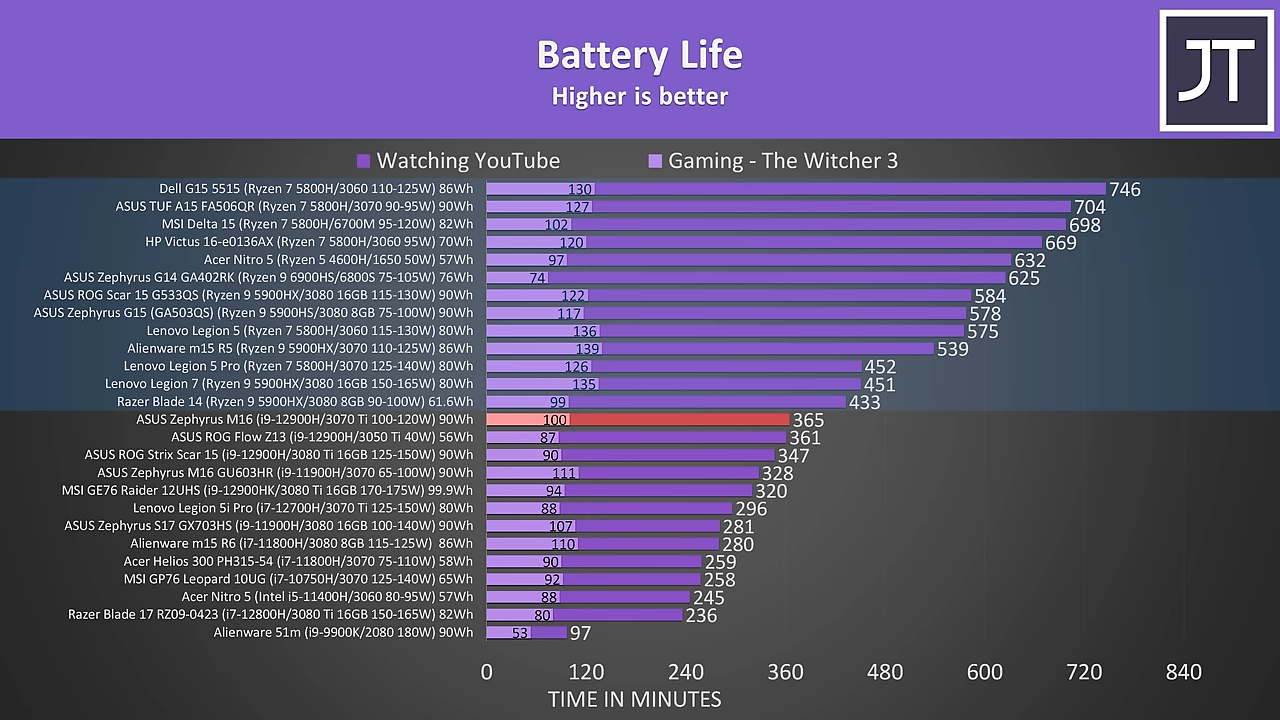 Battery Life
Higher is better
JT
Watching YouTube Gaming - The Witcher 3
Dell G15 5515 (Ryzen 7 5800H/3060 110-125W) 86Wh 130 746
ASUS TUF A15 FA506QR (Ryzen 7 5800H/3070 90-95W) 90Wh 127 704
MSI Delta 15 (Ryzen 7 5800H/6700M 95-120W) 82Wh 102 698
HP Victus 16-e0136AX (Ryzen 7 5800H/3060 95W) 70Wh 120 669
Acer Nitro 5 (Ryzen 5 4600H/1650 50W) 57Wh 97 632
ASUS Zephyrus G14 GA402RK (Ryzen 9 6900HS/6800S 75-105W) 76Wh 74 625
ASUS ROG Scar 15 G533QS (Ryzen 9 5900HX/3080 16GB 115-130W) 90Wh 122 584
ASUS Zephyrus G15 (GA503QS) (Ryzen 9 5900HS/3080 8GB 75-100W) 90Wh 117 578
Lenovo Legion 5 (Ryzen 7 5800H/3060 115-130W) 80Wh 136 575
Alienware m15 R5 (Ryzen 9 5900HX/3070 110-125W) 86Wh 139 539
Lenovo Legion 5 Pro (Ryzen 7 5800H/3070 125-140W) 80Wh 126 452
Lenovo Legion 7 (Ryzen 9 5900HX/3080 16GB 150-165W) 80Wh 135 451
Razer Blade 14 (Ryzen 9 5900HX/3080 8GB 90-100W) 61.6Wh 99 433
ASUS Zephyrus M16 (i9-12900H/3070 Ti 100-120W) 90Wh 100 365
ASUS ROG Flow Z13 (i9-12900H/3050 Ti 40W) 56Wh 87 361
ASUS ROG Strix Scar 15 (i9-12900H/3080 Ti 16GB 125-150W) 90Wh 90 347
ASUS Zephyrus M16 GU603HR (i9-11900H/3070 65-100W) 90Wh 111 328
MSI GE76 Raider 12UHS (i9-12900HK/3080 Ti 16GB 170-175W) 99.9Wh 94 320
Lenovo Legion 5i Pro (i7-12700H/3070 Ti 125-150W) 80Wh 88 296
ASUS Zephyrus S17 GX703HS (i9-11900H/3080 16GB 100-140W) 90Wh 107 281
Alienware m15 R6 (i7-11800H/3080 8GB 115-125W) 86Wh 110 280
Acer Helios 300 PH315-54 (i7-11800H/3070 75-110W) 58Wh 90 259
MSI GP76 Leopard 10UG (i7-10750H/3070 125-140W) 65Wh 92 258
Acer Nitro 5 (Intel i5-11400H/3060 80-95W) 57Wh 88 245
Razer Blade 17 RZ09-0423 (i7-12800H/3080 Ti 16GB 150-165W) 82Wh 80 236
Alienware 51m (i9-9900K/2080 180W) 90Wh 53 97
0 120 240 360 480 600 720 840
TIME IN MINUTES